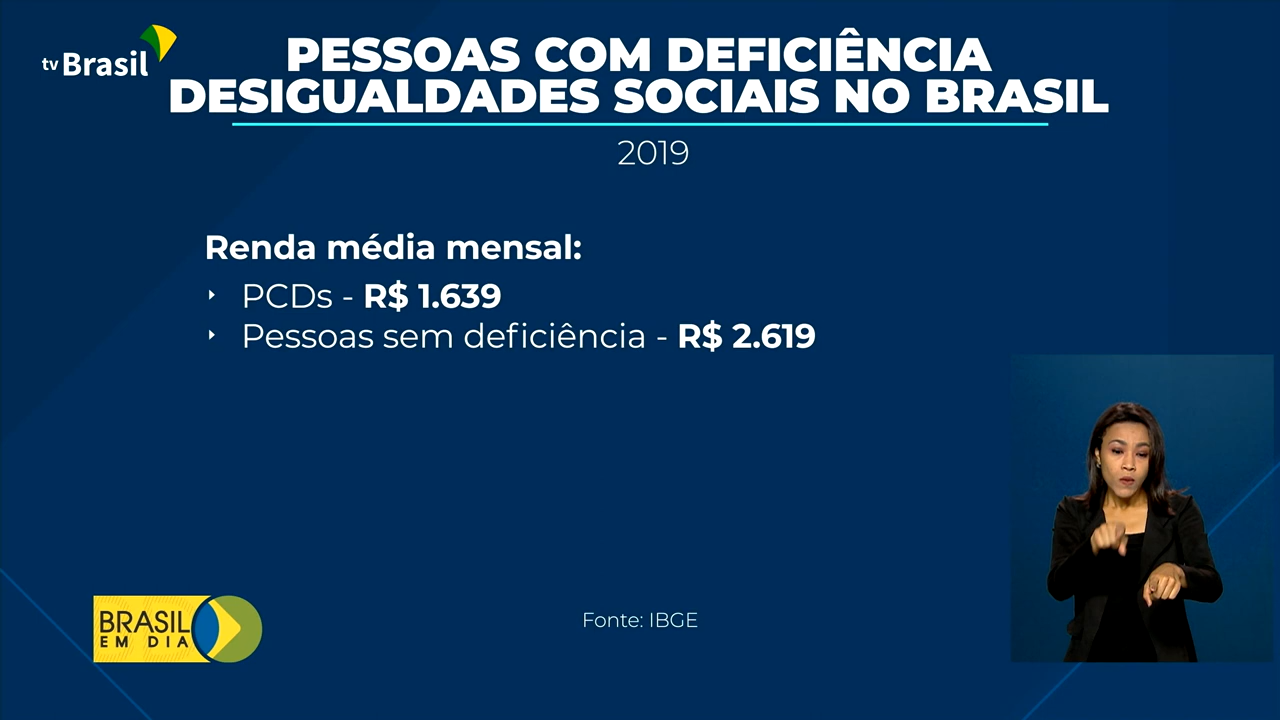 tv Brasil
PESSOAS COM DEFICIÊNCIA
DESIGUALDADES SOCIAIS NO BRASIL
2019
Renda média mensal:
‣ PCDs - R$ 1.639
‣ Pessoas sem deficiência - R$ 2.619
BRASIL
EM DIA
Fonte: IBGE